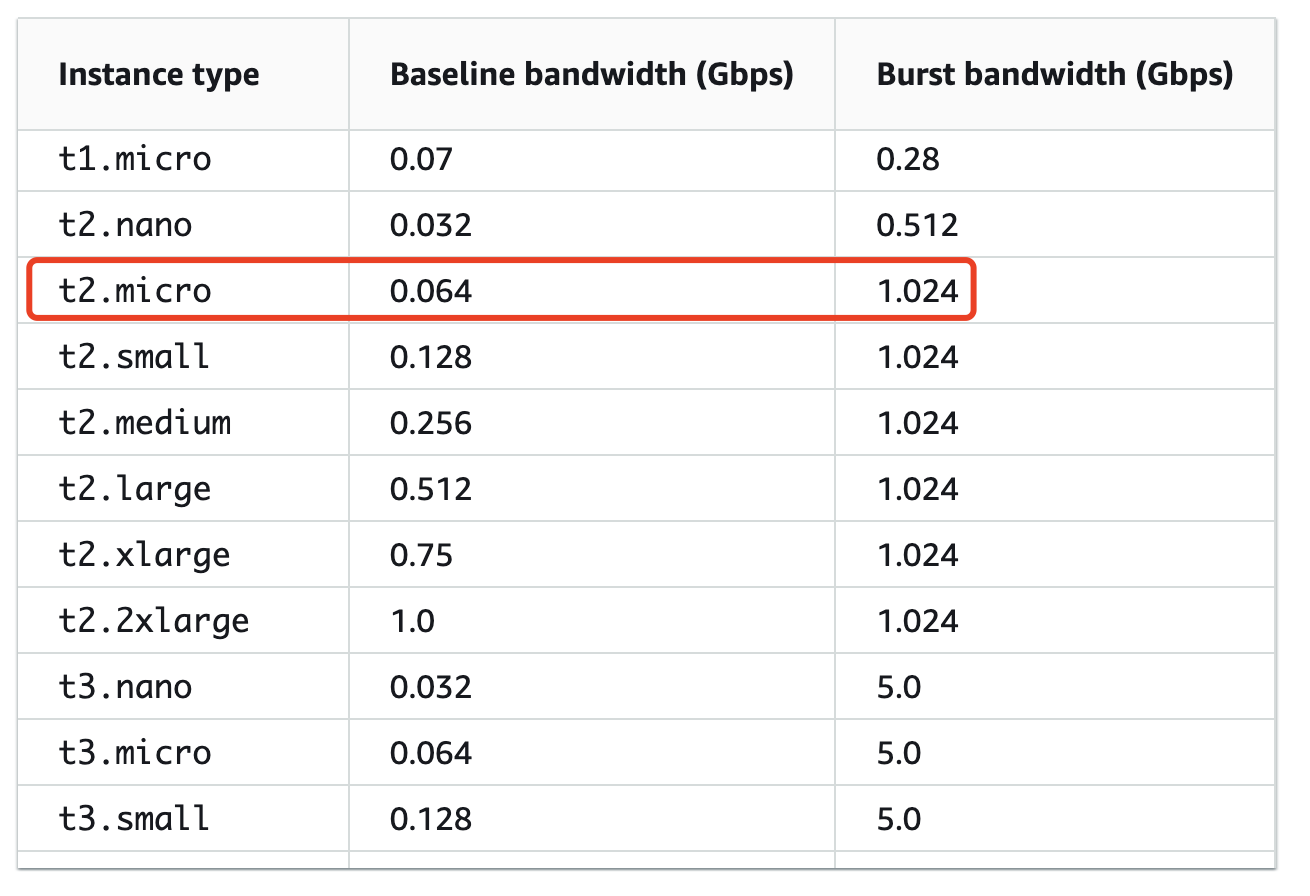 Instance type Baseline bandwidth (Gbps) Burst bandwidth (Gbps)
t1.micro 0.07 0.28
t2.nano 0.032 0.512
t2.micro 0.064 1.024
t2.small 0.128 1.024
t2.medium 0.256 1.024
t2.large 0.512 1.024
t2.xlarge 0.75 1.024
t2.2xlarge 1.0 1.024
t3.nano 0.032 5.0
t3.micro 0.064 5.0
t3.small 0.128 5.0